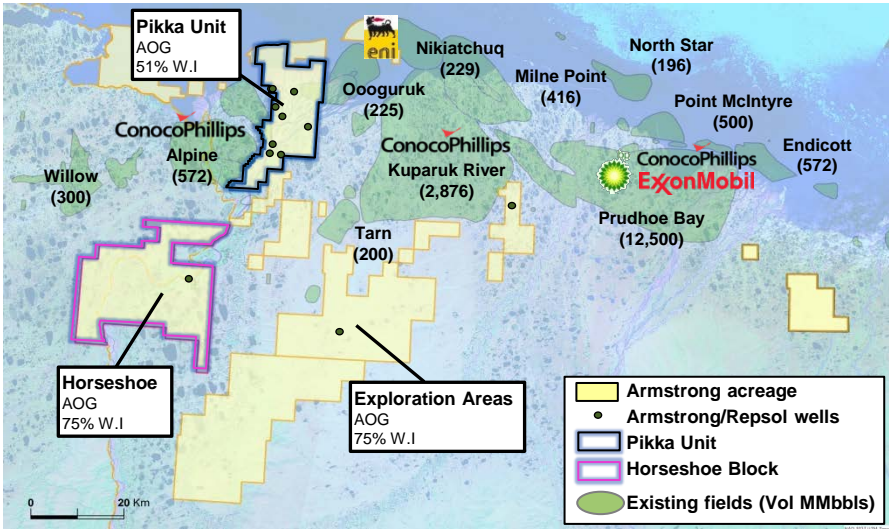 Pikka Unit
AOG
51% W.I
eni
Nikiatchuq
(229)
North Star
(196)
Oooguruk
(225)
Milne Point
(416)
Point McIntyre
(500)
ConocoPhillips
Alpine
(572)
ConocoPhillips
Kuparuk River
(2,876)
ConocoPhillips
ExxonMobil
Endicott
(572)
Willow
(300)
Prudhoe Bay
(12,500)
Tarn
(200)
Horseshoe
AOG
75% W.I
Exploration Areas
AOG
75% W.I
Armstrong acreage
Armstrong/Repsol wells
Pikka Unit
Horseshoe Block
Existing fields (Vol MMbbls)
0 20 Km